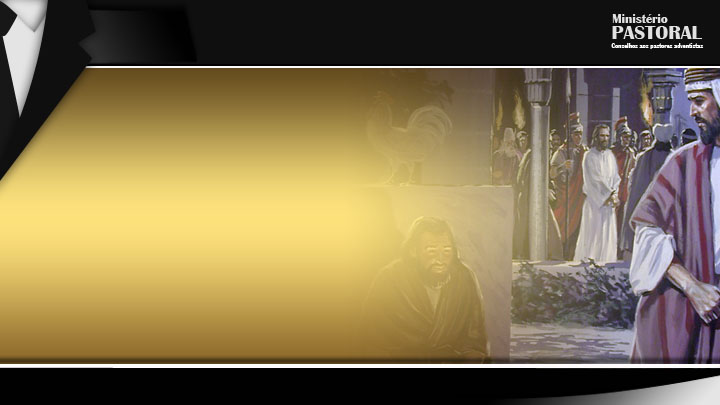 Ministério
PASTORAL
Conselhos aos pastores adventistas